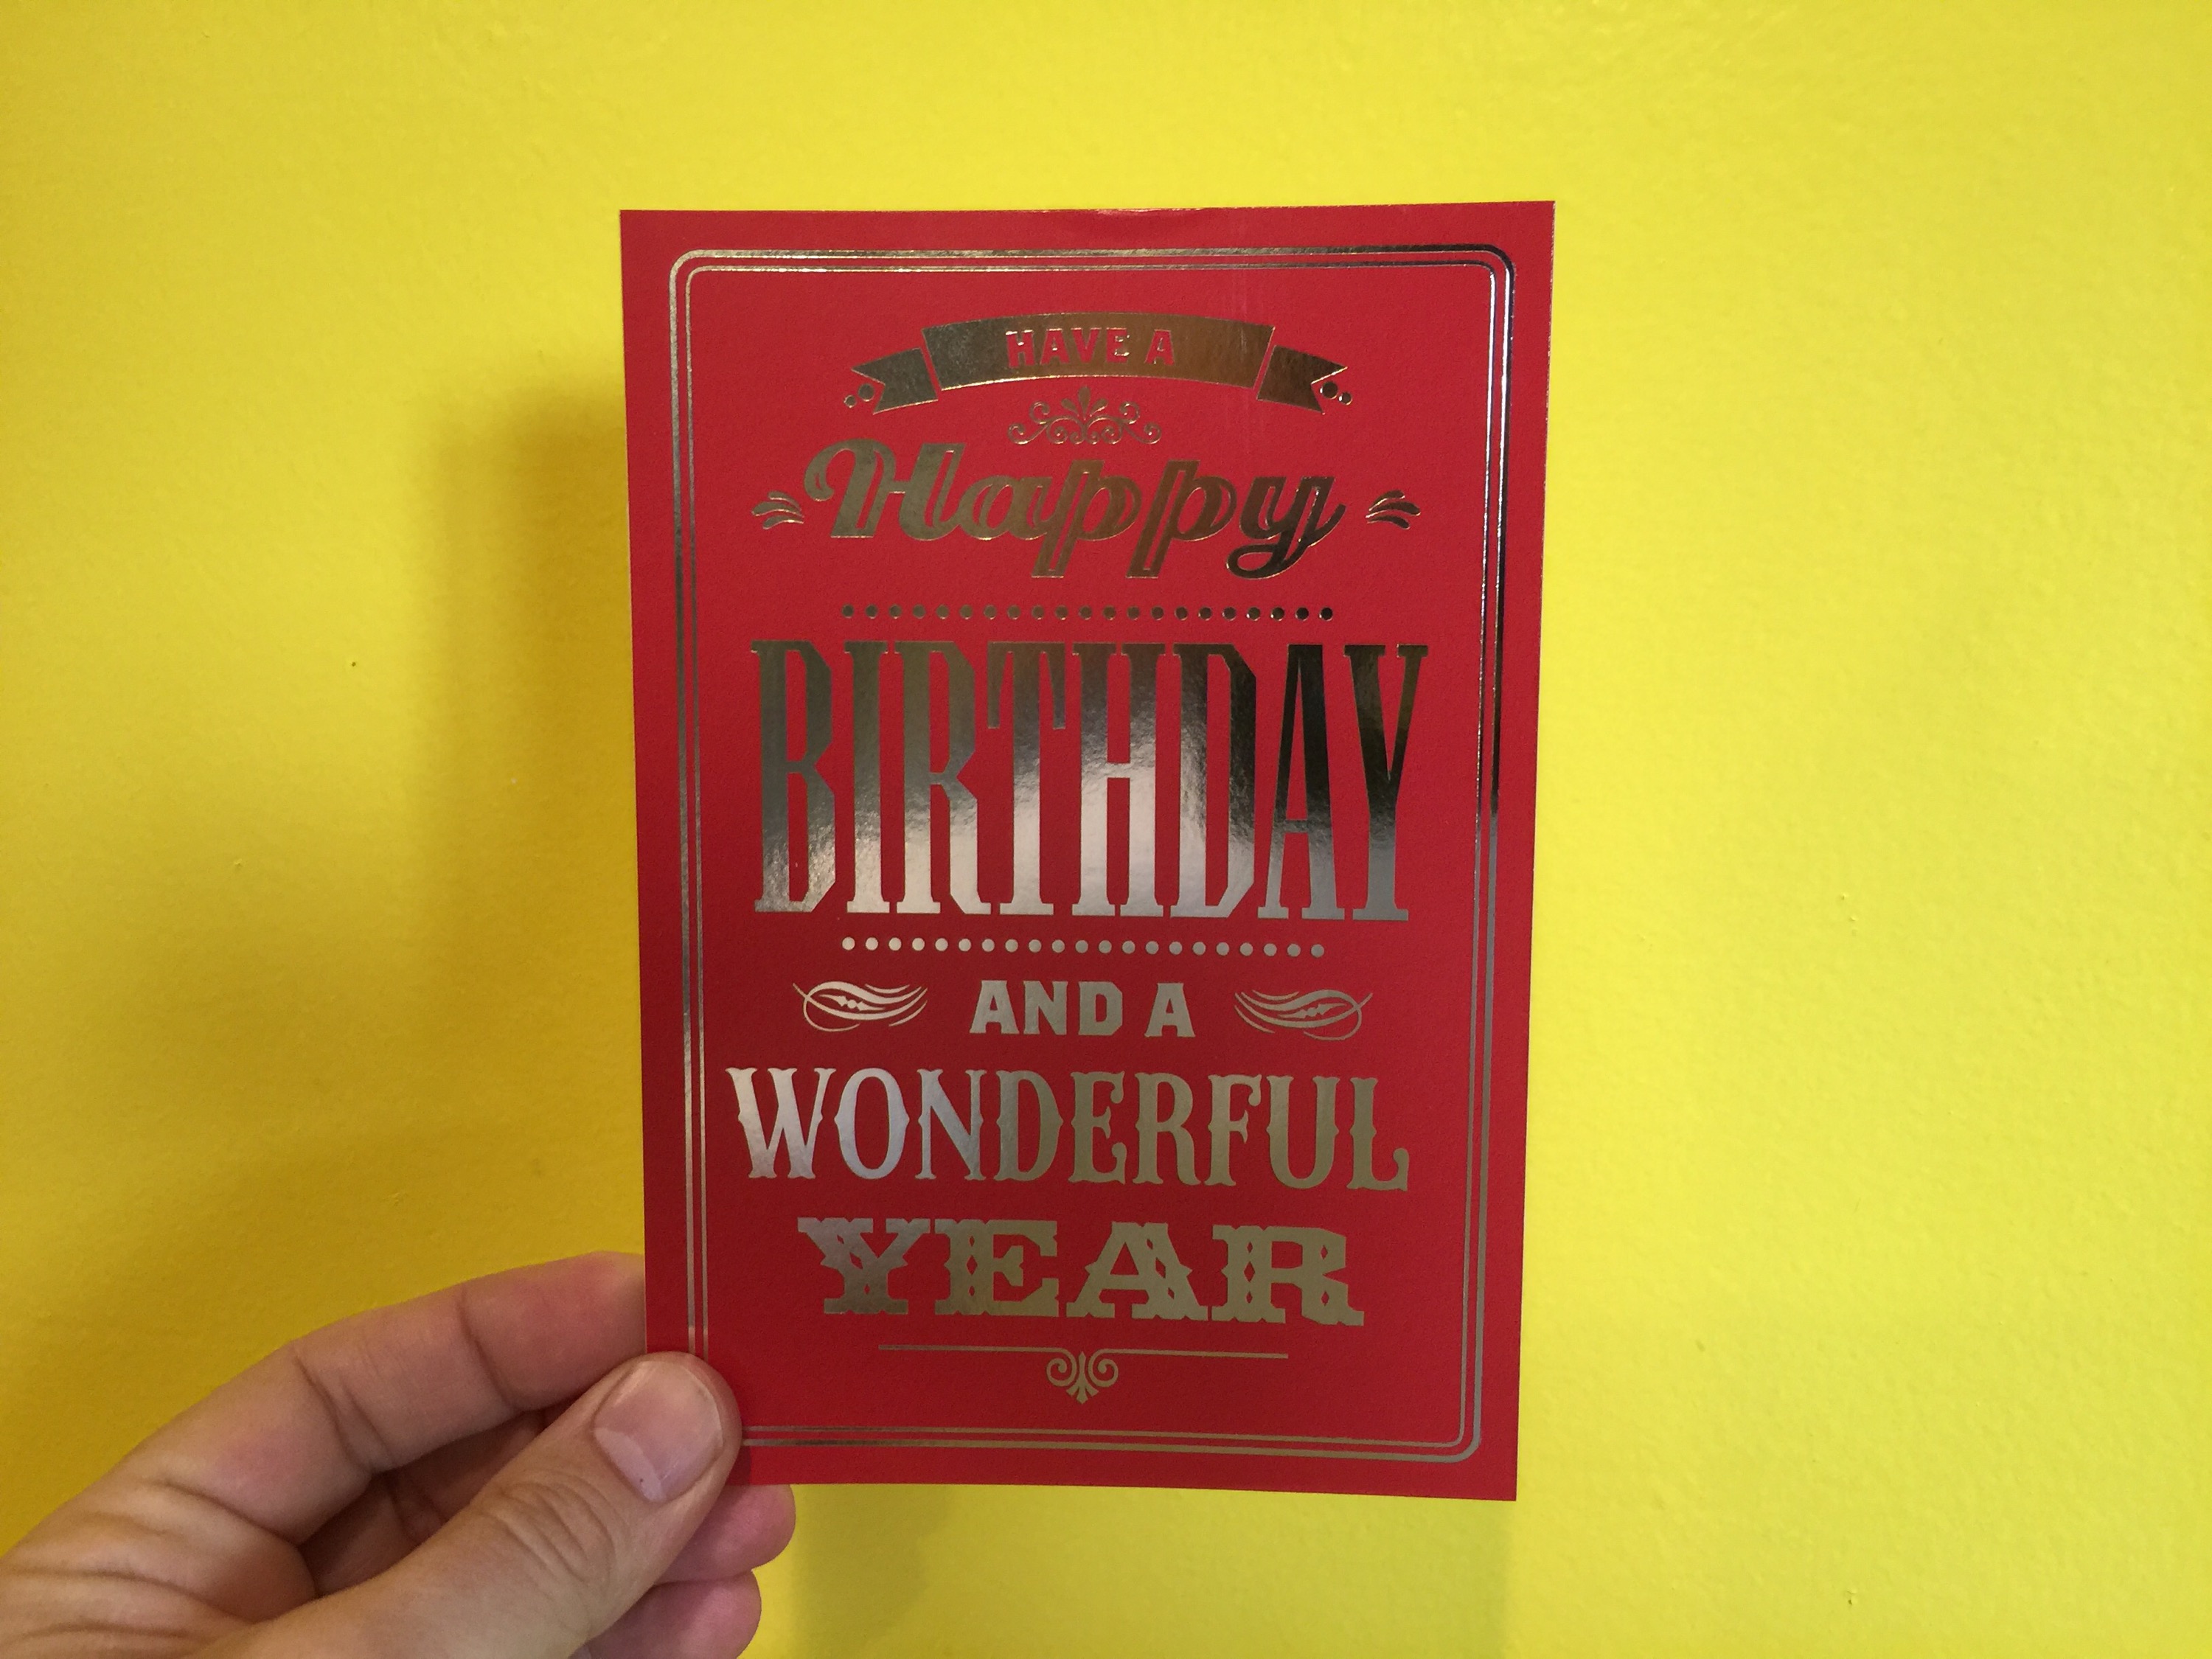 HAVE A
Happy
BIRTHDAY
AND A
WONDERFUL
YEAR